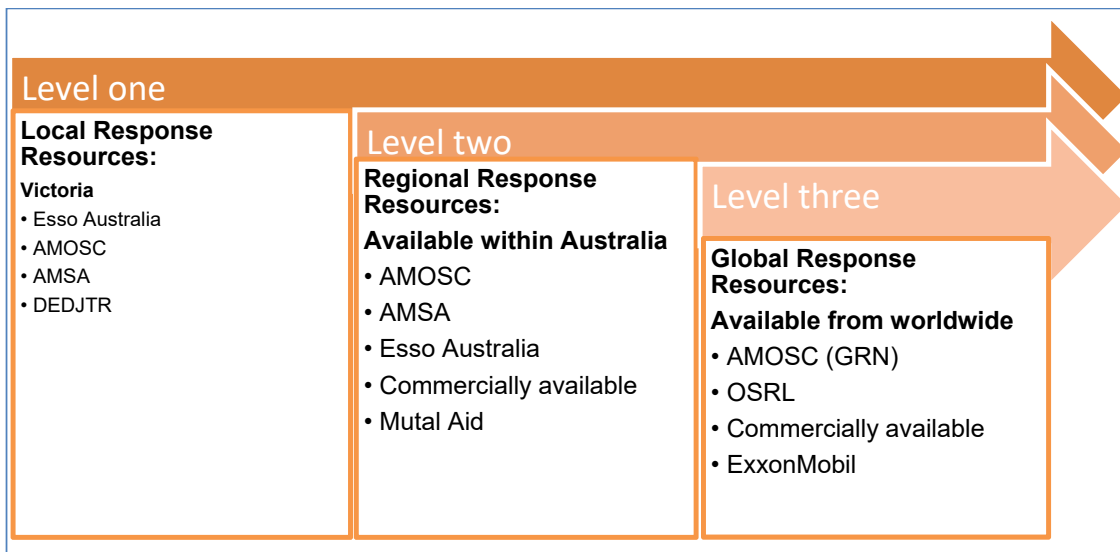 Level one
Local Response
Resources:
Victoria
• Esso Australia
• AMOSC
• AMSA
• DEDJTR
Level two
Regional Response
Resources:
Available within Australia
• AMOSC
• AMSA
• Esso Australia
• Commercially available
• Mutal Aid
Level three
Global Response
Resources:
Available from worldwide
• AMOSC (GRN)
• OSRL
• Commercially available
• ExxonMobil